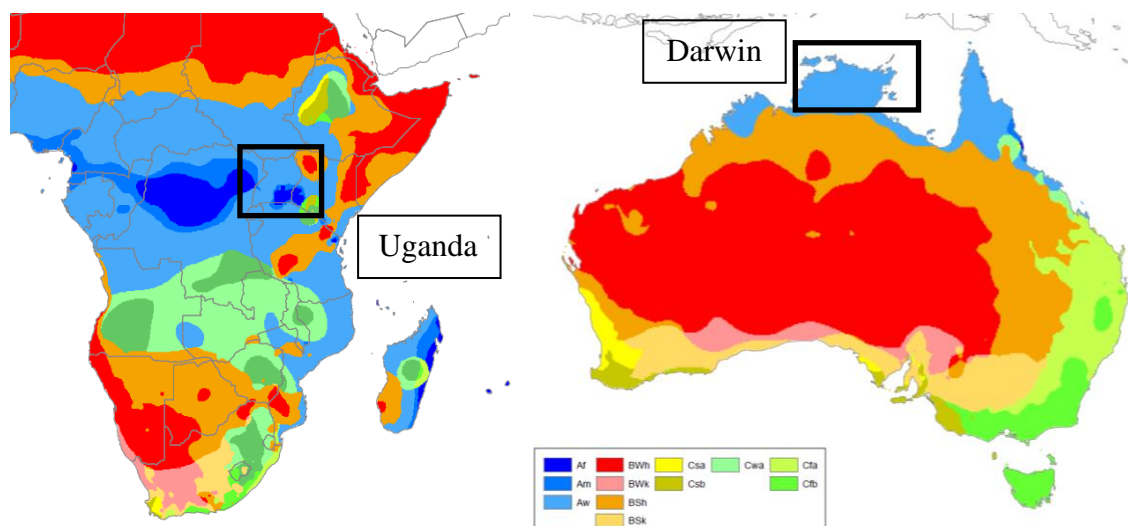 Darwin
Uganda
Af BWh Csa Cwa Cfa
Am BWk Csb Cfb
Aw BSh
BSk